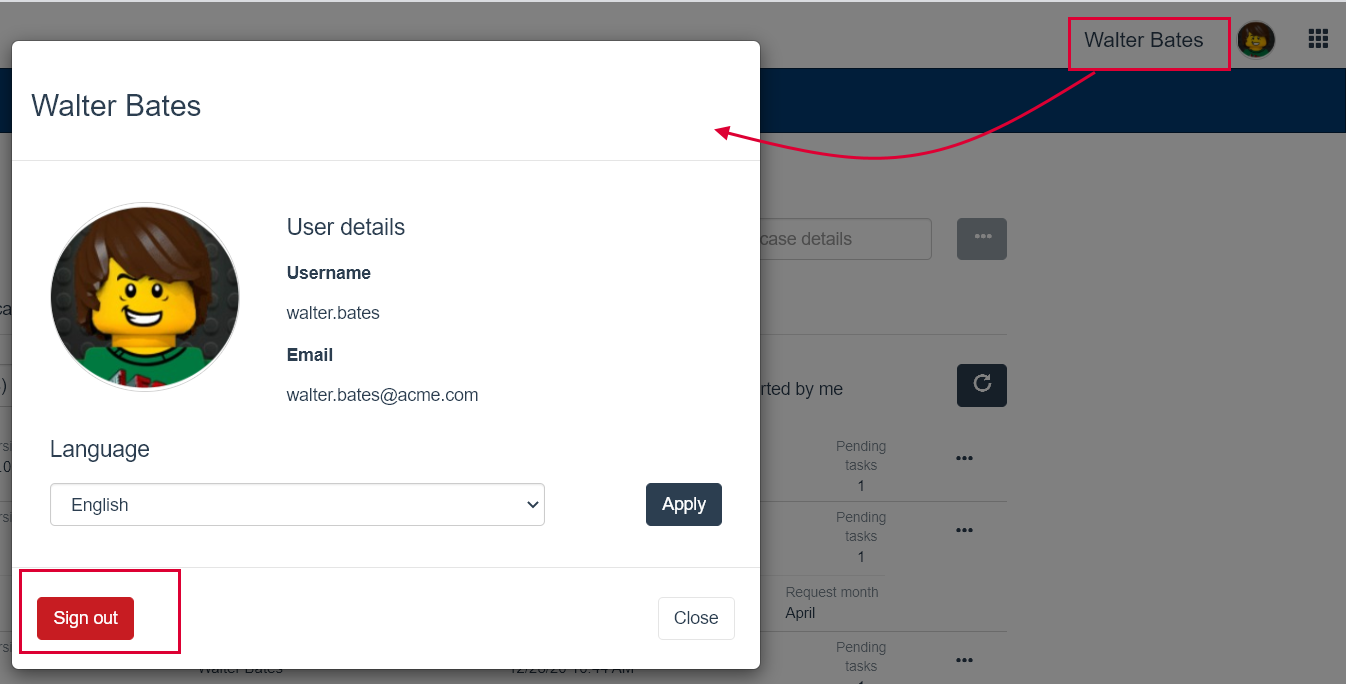 Walter Bates
Walter Bates
User details
Username
walter.bates
Email
walter.bates@acme.com
Language
English
Apply
Sign out
Close
case details
•••
rted by me
Pending
tasks
1
•••
Pending
tasks
1
•••
Request month
April
Pending
tasks
•••